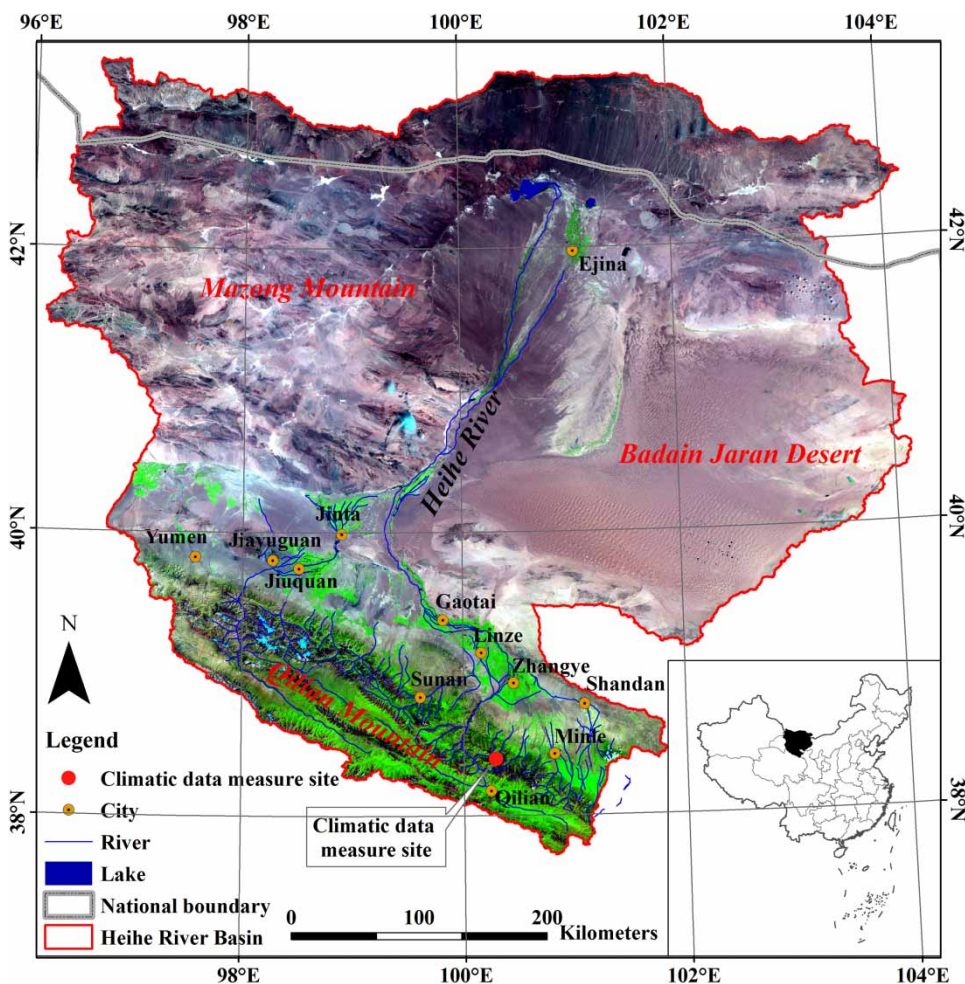 96°E
98°E
100°E
102°E
104°E
42°N
42°N
Ejina
Mazong Mountain
Heihe River
Badain Jaran Desert
40°N
40°N
Jinta
Yumen
Jiayuguan
Jiuquan
Gaotai
Linze
Zhangye
Sunan
Shandan
Qilian Mountain
Minle
Qilian
38°N
38°N
N
Legend
Climatic data measure site
City
River
Lake
National boundary
Heihe River Basin
Climatic data
measure site
0 100 200
Kilometers
98°E
100°E
102°E
104°E